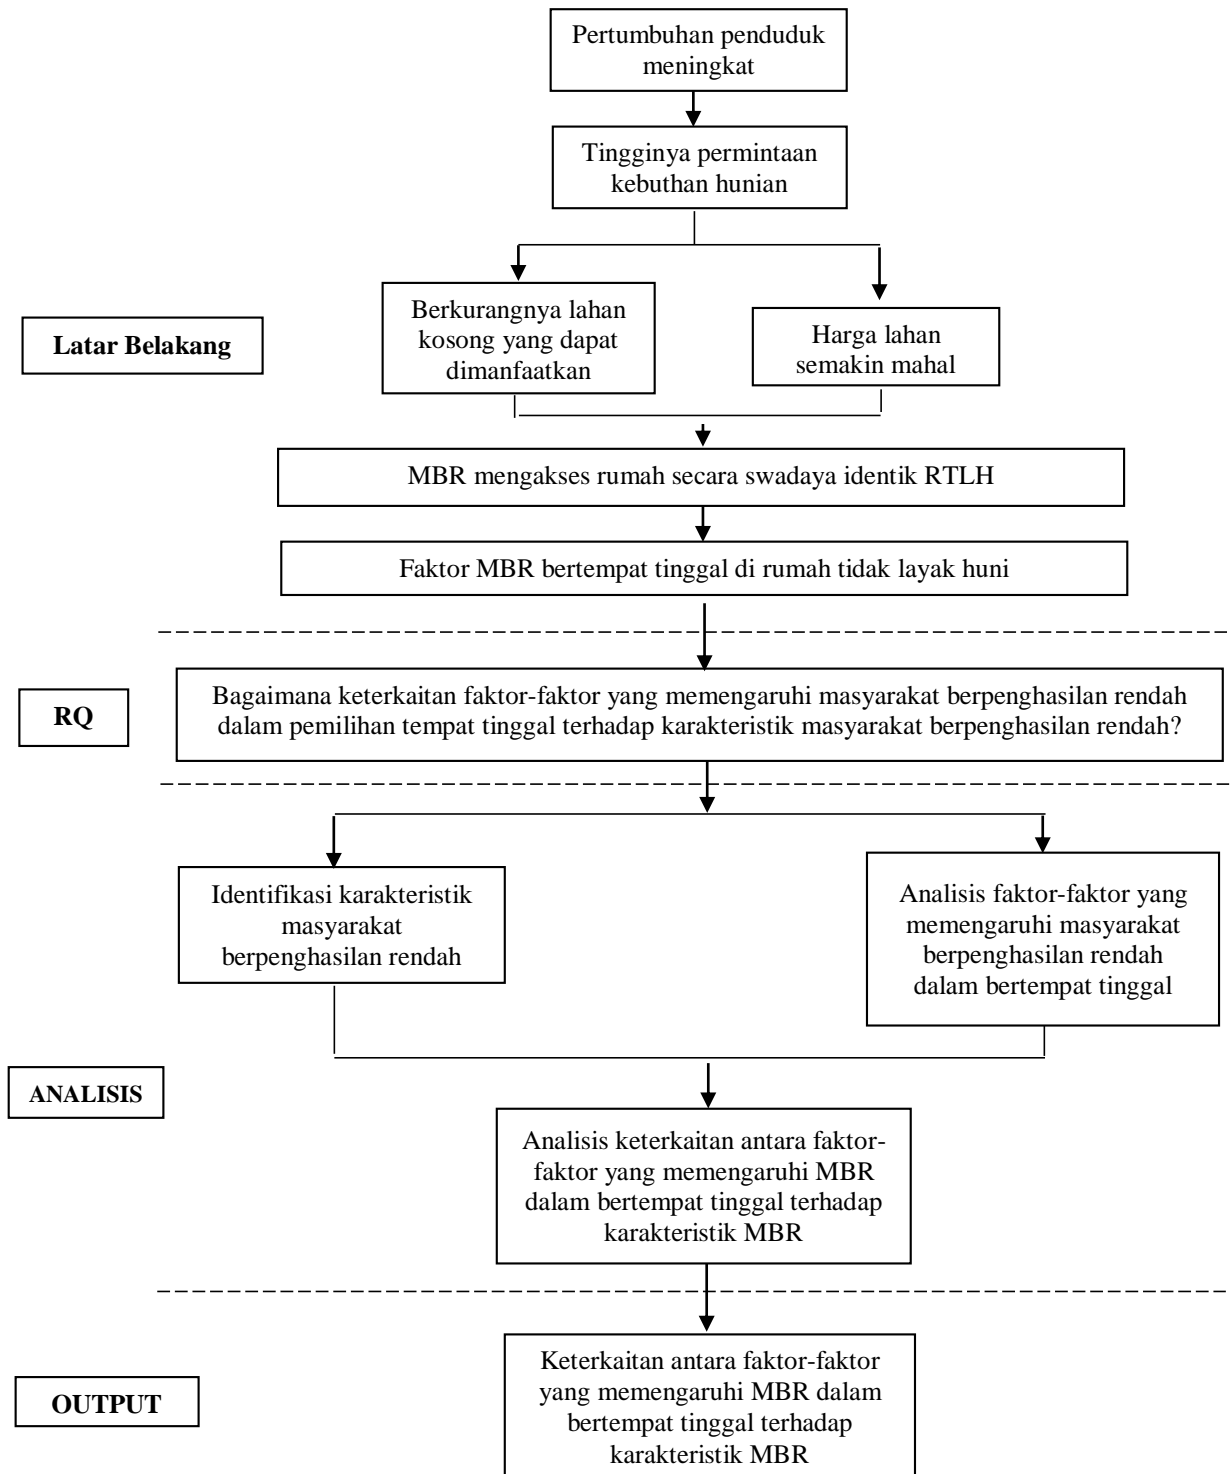 Pertumbuhan penduduk
meningkat
Tingginya permintaan
kebuthan hunian
Berkurangnya lahan
kosong yang dapat
dimanfaatkan
Harga lahan
semakin mahal
Latar Belakang
MBR mengakses rumah secara swadaya identik RTLH
Faktor MBR bertempat tinggal di rumah tidak layak huni
RQ
Bagaimana keterkaitan faktor-faktor yang memengaruhi masyarakat berpenghasilan rendah
dalam pemilihan tempat tinggal terhadap karakteristik masyarakat berpenghasilan rendah?
Identifikasi karakteristik
masyarakat
berpenghasilan rendah
Analisis faktor-faktor yang
memengaruhi masyarakat
berpenghasilan rendah
dalam bertempat tinggal
ANALISIS
Analisis keterkaitan antara faktor-
faktor yang memengaruhi MBR
dalam bertempat tinggal terhadap
karakteristik MBR
OUTPUT
Keterkaitan antara faktor-faktor
yang memengaruhi MBR dalam
bertempat tinggal terhadap
karakteristik MBR